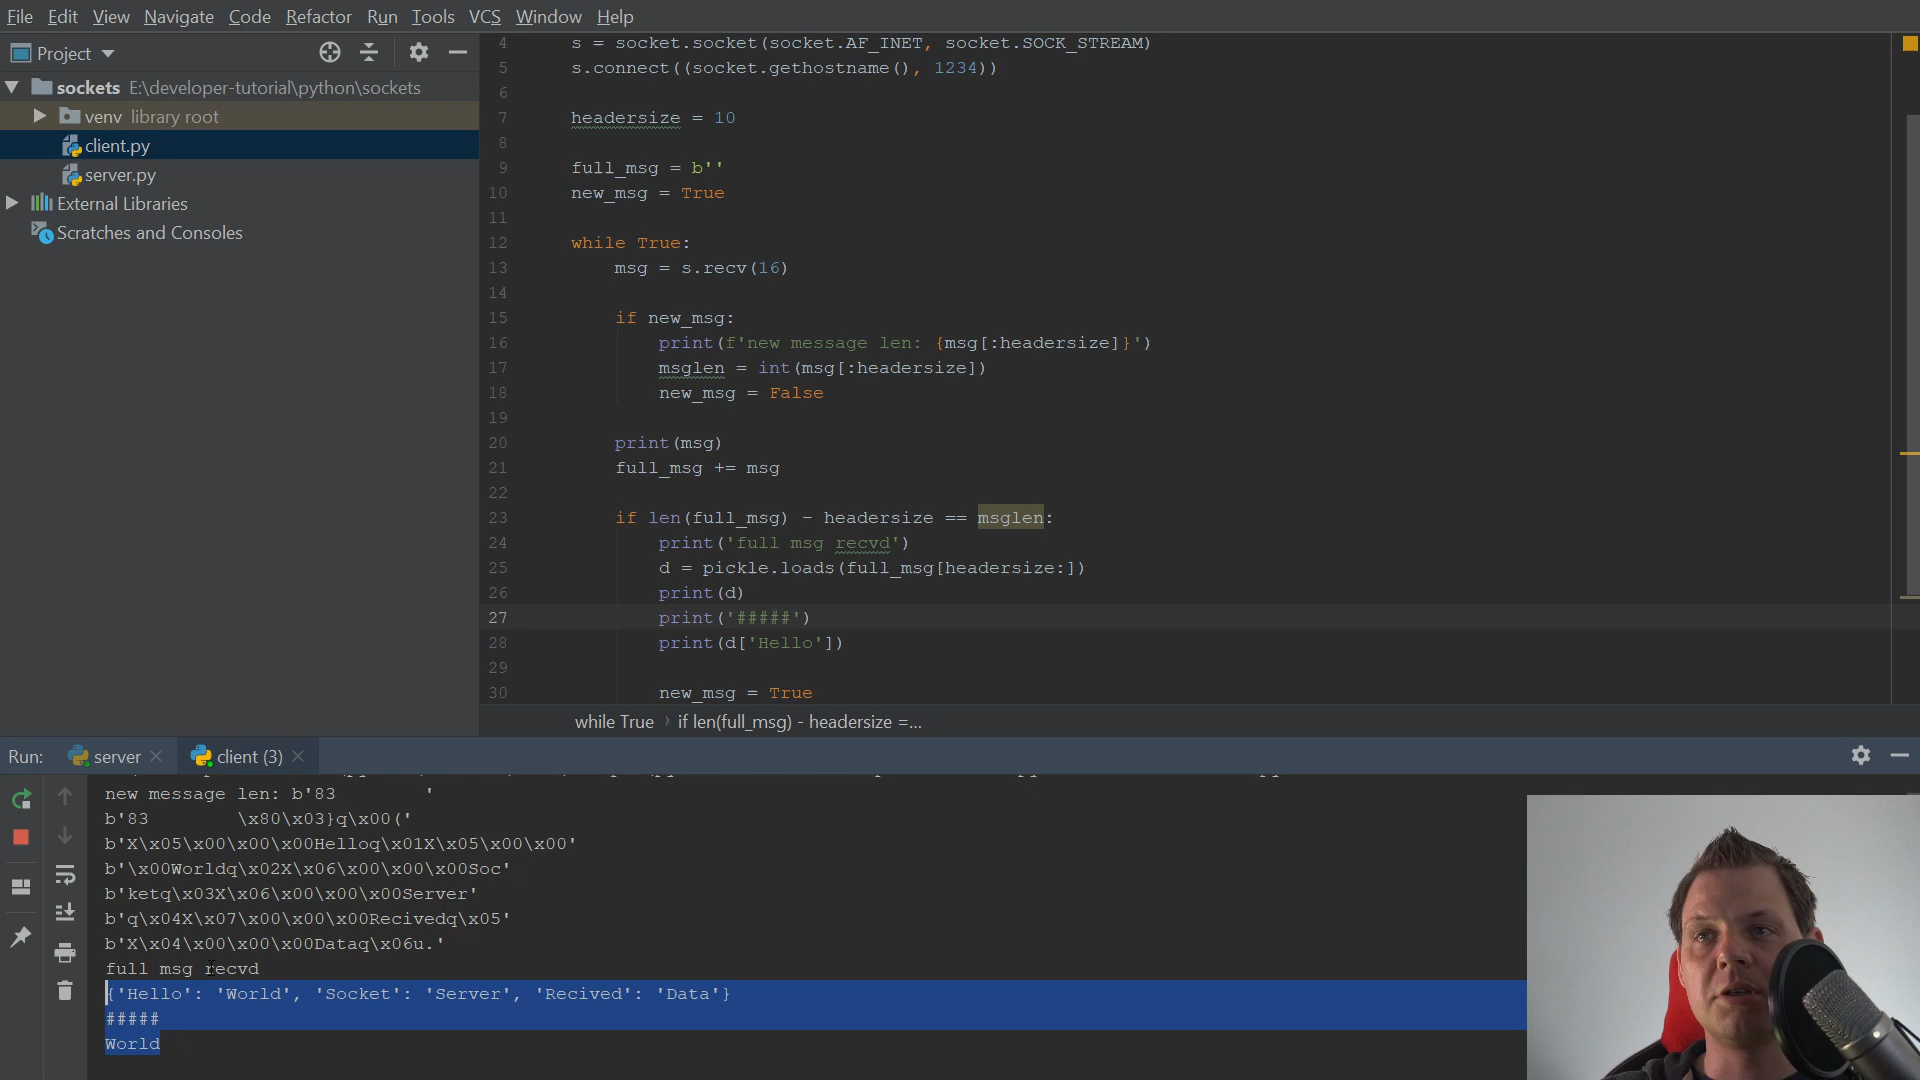 File Edit View Navigate Code Refactor Run Tools VCS Window Help
Project
sockets E:\developer-tutorial\python\sockets
venv library root
client.py
server.py
External Libraries
Scratches and Consoles
4 s = socket.socket(socket.AF_INET, socket.SOCK_STREAM)
5 s.connect((socket.gethostname(), 1234))
6
7 headersize = 10
8
9 full_msg = b''
10 new_msg = True
11
12 while True:
13 msg = s.recv(16)
14
15 if new_msg:
16 print(f'new message len: {msg[:headersize]}')
17 msglen = int(msg[:headersize])
18 new_msg = False
19
20 print(msg)
21 full_msg += msg
22
23 if len(full_msg) - headersize == msglen:
24 print('full msg recvd')
25 d = pickle.loads(full_msg[headersize:])
26 print(d)
27 print('#####')
28 print(d['Hello'])
29
30 new_msg = True
while True › if len(full_msg) - headersize =...
Run: server client (3)
new message len: b'83        '
b'83        \x80\x03}q\x00('
b'X\x05\x00\x00\x00Helloq\x01X\x05\x00\x00'
b'\x00Worldq\x02X\x06\x00\x00\x00Soc'
b'ketq\x03X\x06\x00\x00\x00Server'
b'q\x04X\x07\x00\x00\x00Recivedq\x05'
b'X\x04\x00\x00\x00Dataq\x06u.'
full msg recvd
{'Hello': 'World', 'Socket': 'Server', 'Recived': 'Data'}
#####
World